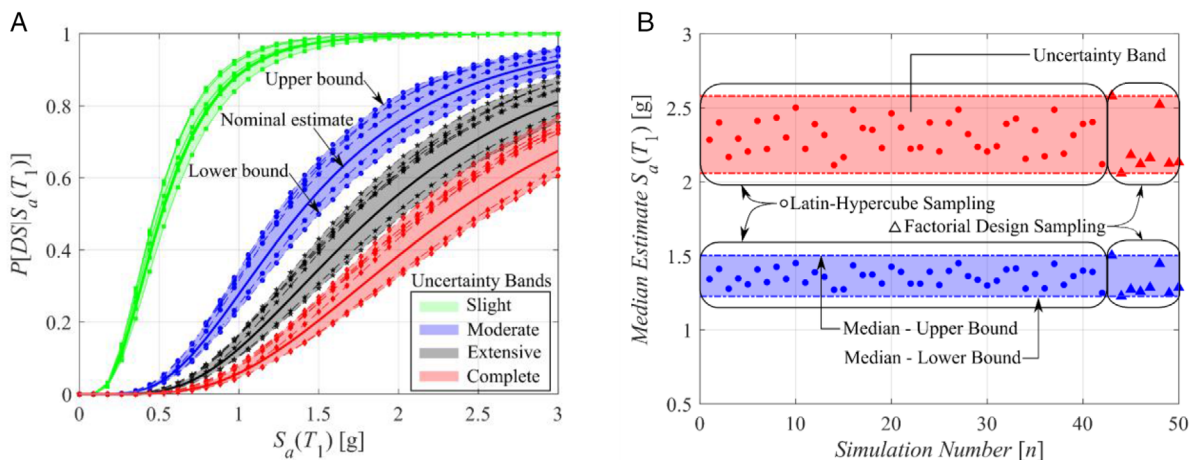 A
P[DS|Sa(T1)]
1
0.8
0.6
0.4
0.2
0
Upper bound
Nominal estimate
Lower bound
Uncertainty Bands
Slight
Moderate
Extensive
Complete
0 0.5 1 1.5 2 2.5 3
Sa(T1) [g]
B
Median Estimate Sa(T1) [g]
3
2.5
2
1.5
1
0.5
Uncertainty Band
Latin-Hypercube Sampling
Factorial Design Sampling
Median - Upper Bound
Median - Lower Bound
0 10 20 30 40 50
Simulation Number [n]